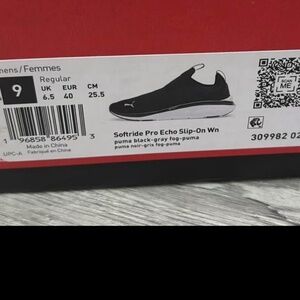 mens/Femmes
9
Regular
UK EUR CM
6.5 40 25.5
SCAN
ME
1 96858 86495 3
UPC-A
Made in China
Fabriqué en Chine
Softride Pro Echo Slip-On Wn
puma black-gray fog-puma
puma noir-gris fog-puma
309982 02